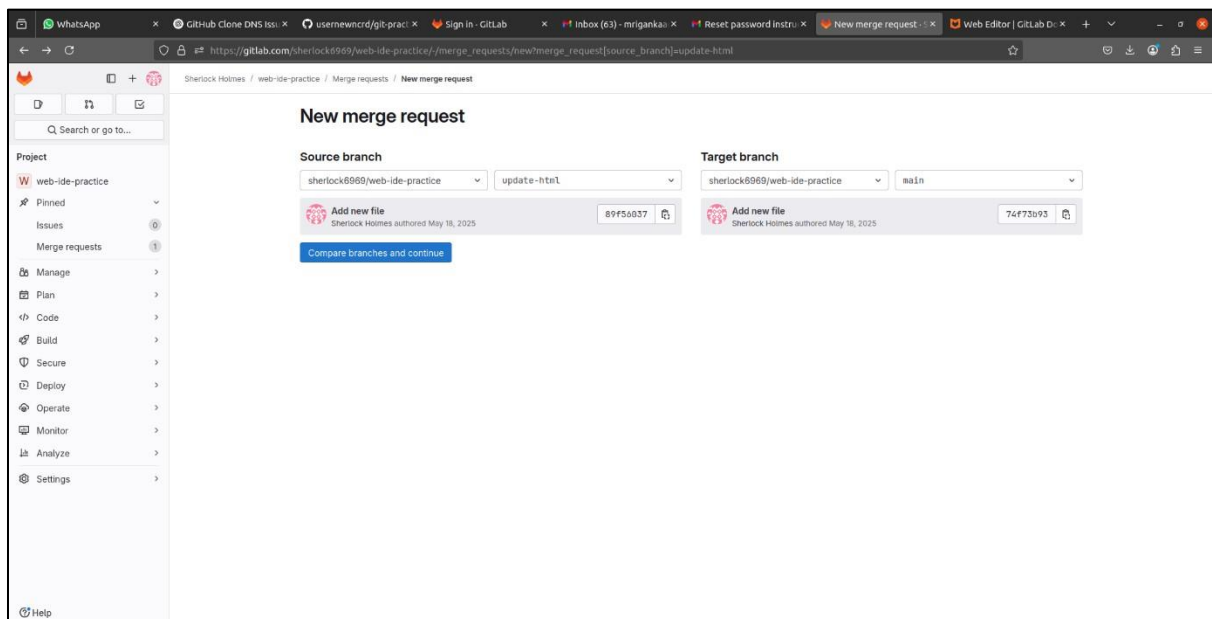 WhatsApp
GitHub Clone DNS Issu
usernewncrd/git-pract
Sign in · GitLab
Inbox (63) - mrigankaa
Reset password instru
New merge request · S
Web Editor | GitLab Dc
https://gitlab.com/sherlock6969/web-ide-practice/-/merge_requests/new?merge_request[source_branch]=update-html
Sherlock Holmes / web-ide-practice / Merge requests / New merge request
Search or go to...
Project
W web-ide-practice
Pinned
Issues 0
Merge requests 1
Manage
Plan
Code
Build
Secure
Deploy
Operate
Monitor
Analyze
Settings
Help
New merge request
Source branch
sherlock6969/web-ide-practice
update-html
Add new file
Sherlock Holmes authored May 18, 2025
89f56037
Compare branches and continue
Target branch
sherlock6969/web-ide-practice
main
Add new file
Sherlock Holmes authored May 18, 2025
74f73b93